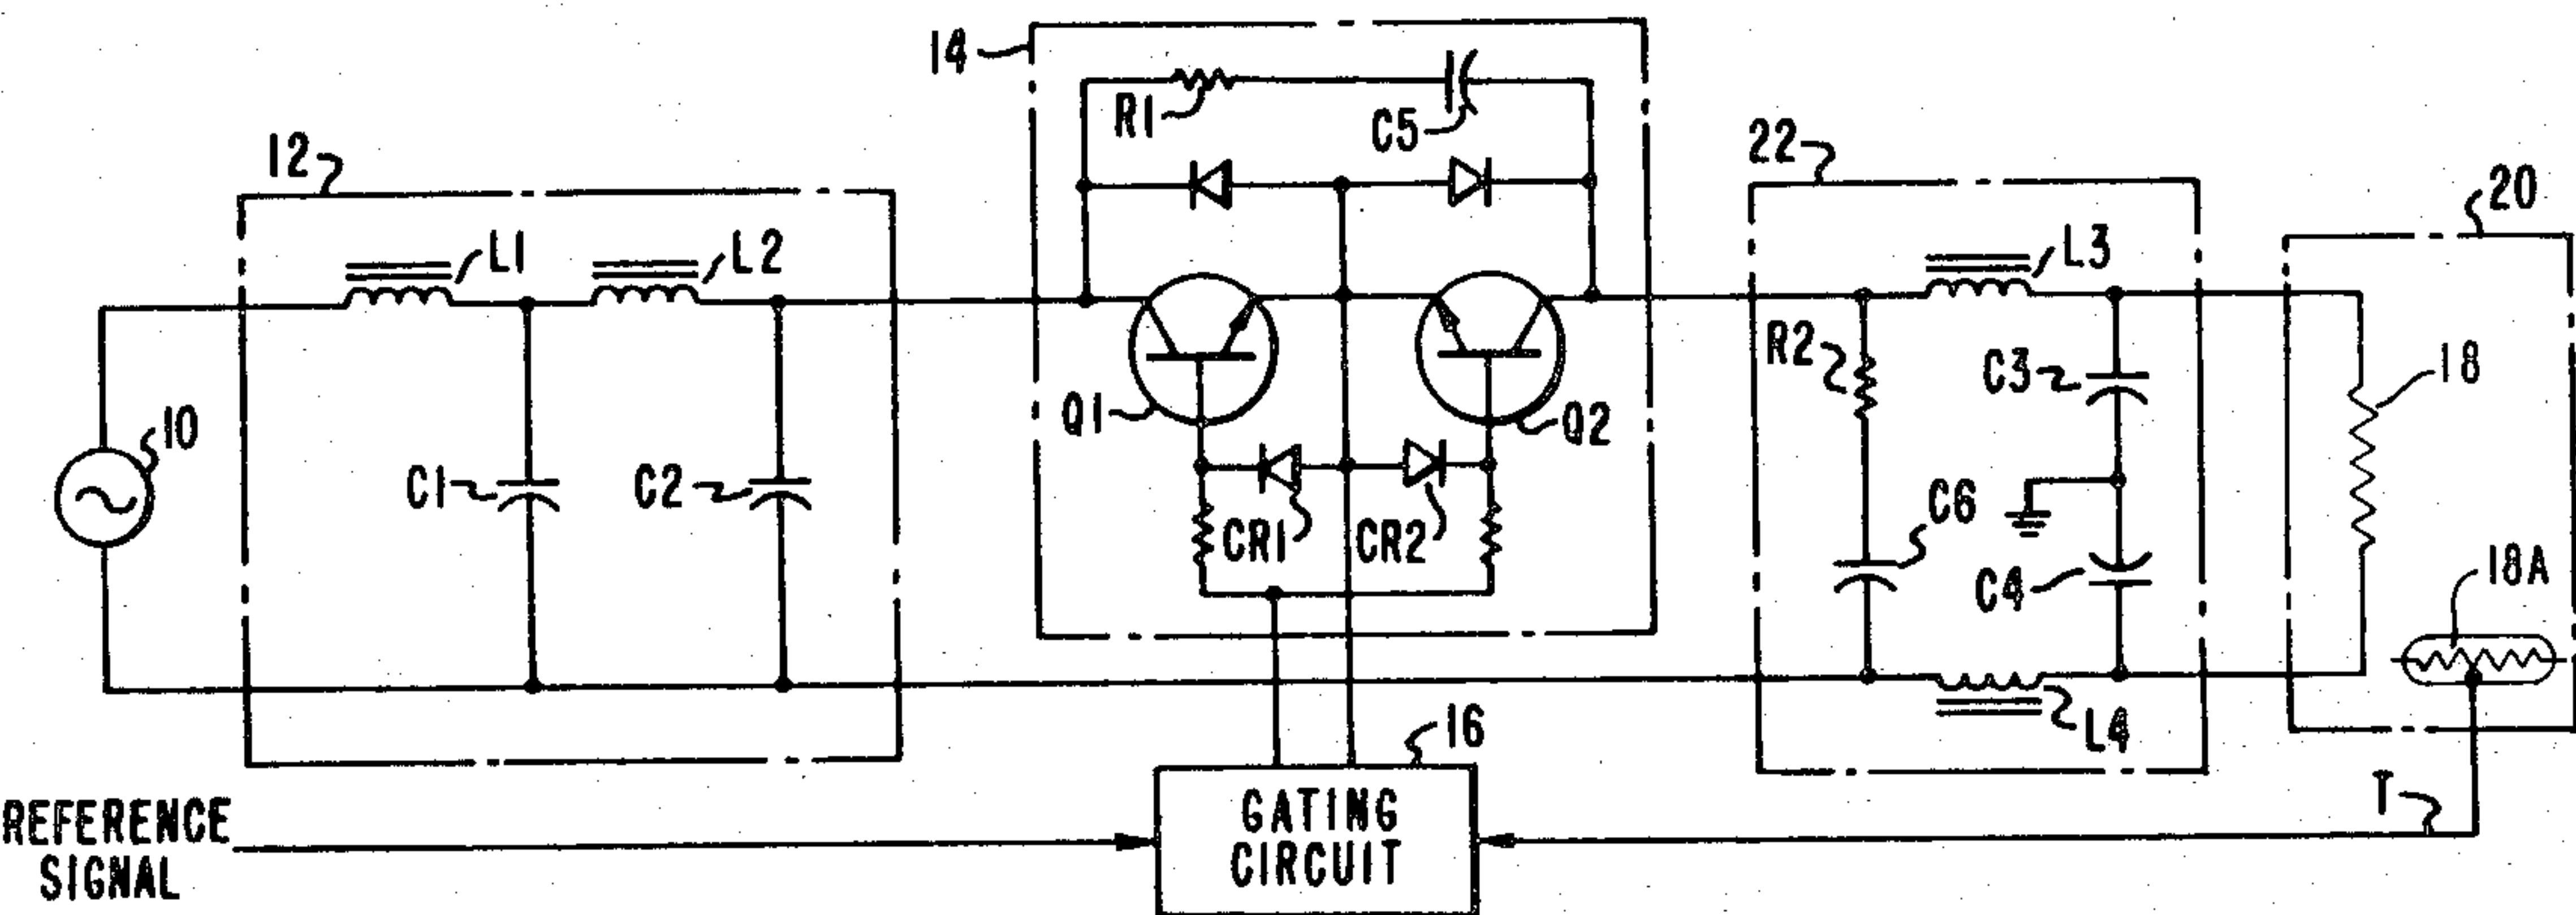 14
R1
C5
12
22
20
L1
L2
L3
R2
C3
18
10
Q1
Q2
C1
C2
CR1
CR2
C6
C4
18A
L4
16
T
REFERENCE
SIGNAL
GATING
CIRCUIT